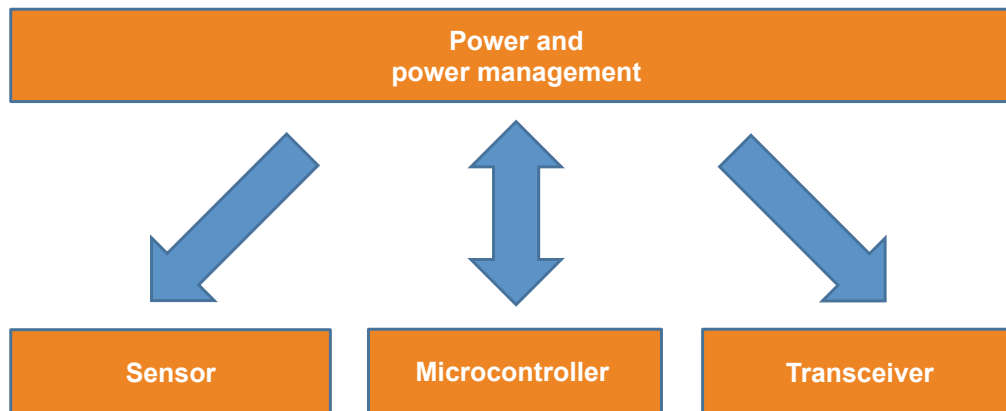 Power and
power management
Sensor
Microcontroller
Transceiver